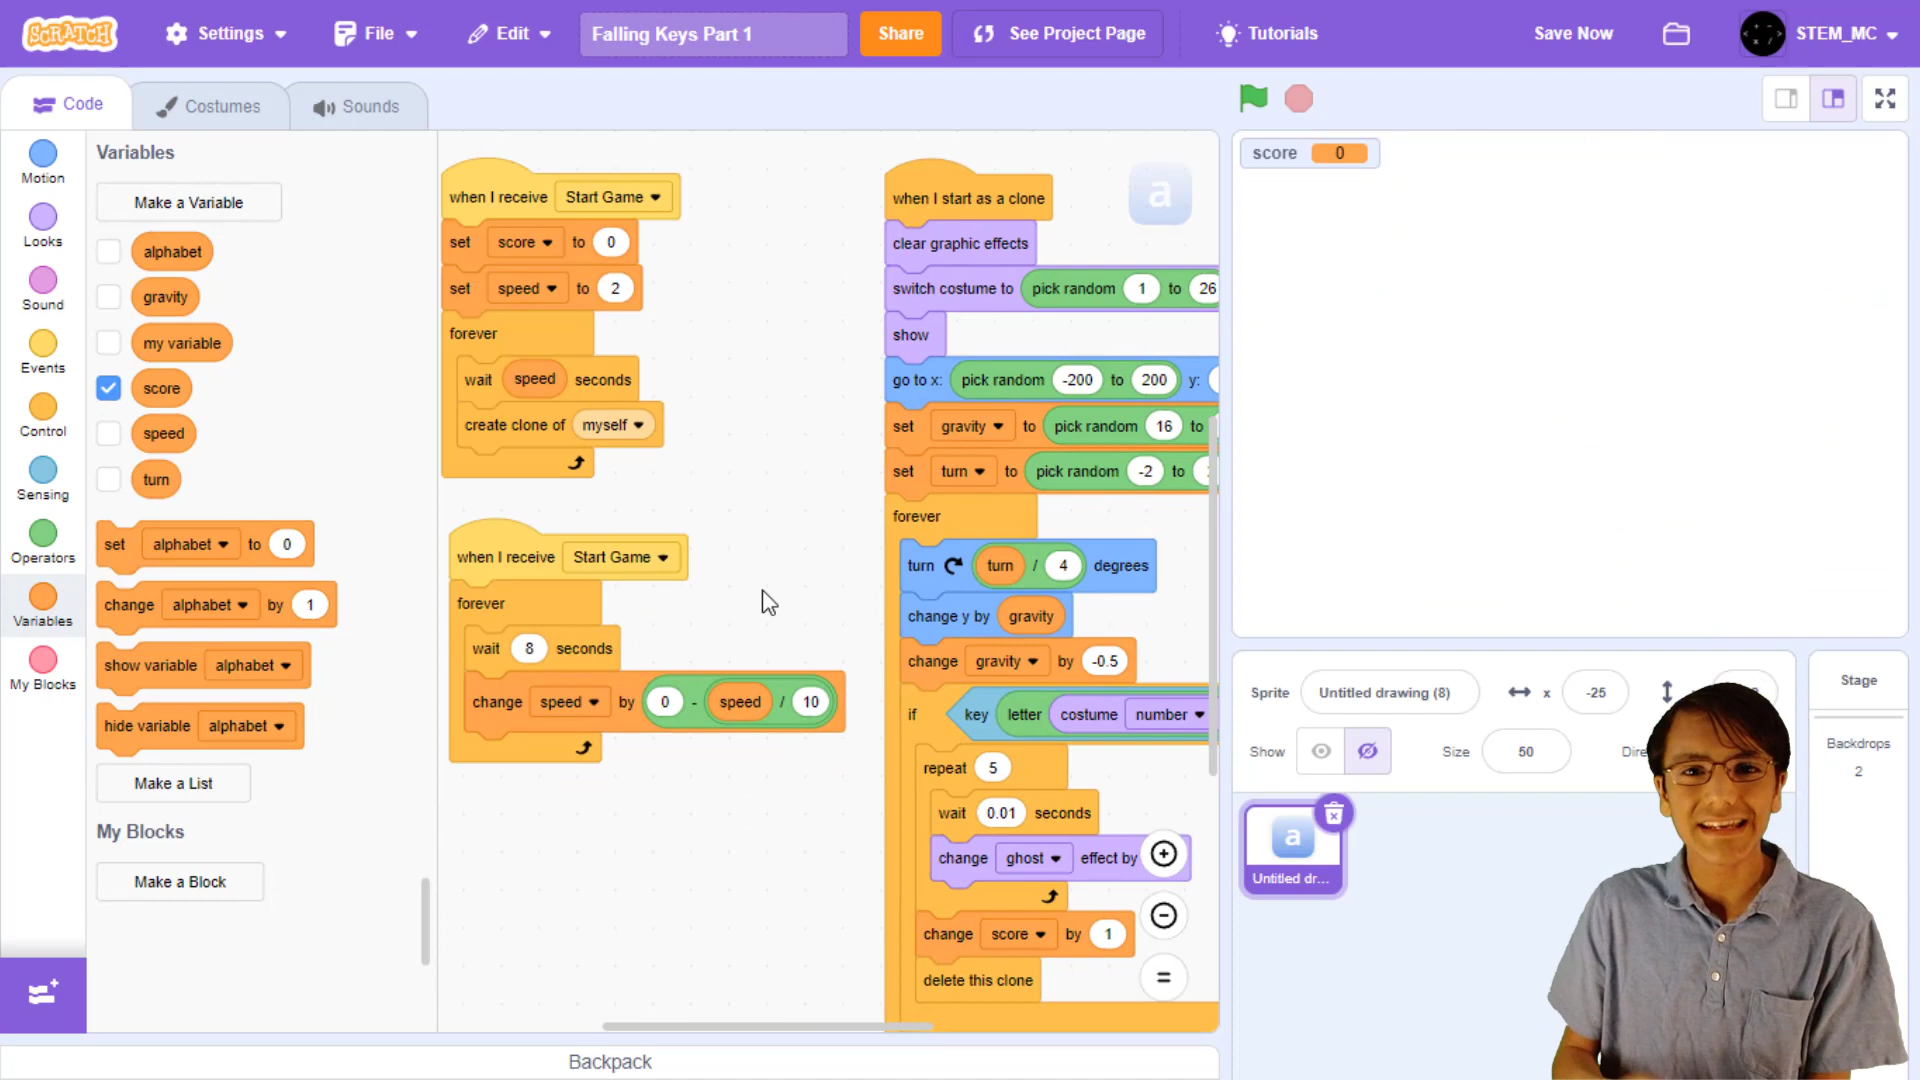 SCRATCH Settings File Edit Falling Keys Part 1 Share See Project Page Tutorials Save Now STEM_MC
Code Costumes Sounds
Motion
Looks
Sound
Events
Control
Sensing
Operators
Variables
My Blocks
Variables
Make a Variable
alphabet
gravity
my variable
score
speed
turn
set alphabet to 0
change alphabet by 1
show variable alphabet
hide variable alphabet
Make a List
My Blocks
Make a Block
when I receive Start Game
set score to 0
set speed to 2
forever
wait speed seconds
create clone of myself
when I receive Start Game
forever
wait 8 seconds
change speed by 0 - speed / 10
when I start as a clone
clear graphic effects
switch costume to pick random 1 to 26
show
go to x: pick random -200 to 200 y:
set gravity to pick random 16 to
set turn to pick random -2 to
forever
turn turn / 4 degrees
change y by gravity
change gravity by -0.5
if key letter costume number
repeat 5
wait 0.01 seconds
change ghost effect by
change score by 1
delete this clone
a
Backpack
score 0
Sprite Untitled drawing (8) x -25
Show Size 50
a
Untitled dr...
Stage
Backdrops
2